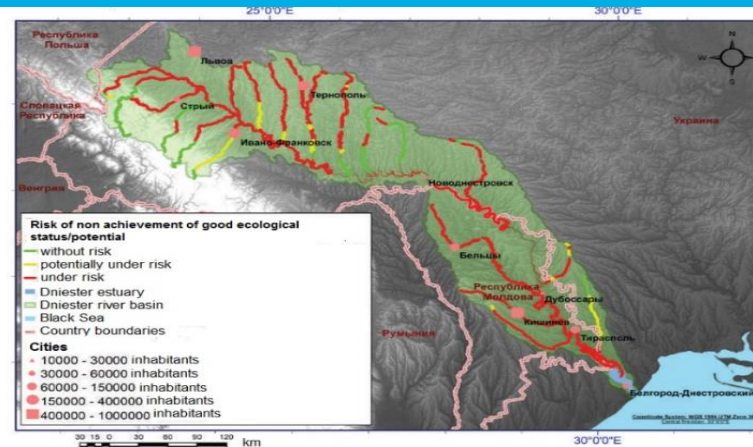 25°0'0"E
30°0'0"E
Республика
Польша
Львов
N
W
E
S
Словацкая
Республика
Стрый
Тернополь
Украина
Ивано-Франковск
Венгрия
Новоднестровск
Risk of non achievement of good ecological
status/potential
without risk
potentially under risk
under risk
Dniester estuary
Dniester river basin
Black Sea
Country boundaries
Cities
10000 - 30000 inhabitants
30000 - 60000 inhabitants
60000 - 150000 inhabitants
150000 - 400000 inhabitants
400000 - 1000000 inhabitants
Бельцы
Республика
Молдова
Дубоссары
Кишинев
Румыния
Тирасполь
Белгород-Днестровский
30 15 0 30 60 90 120
km
30°0'0"E